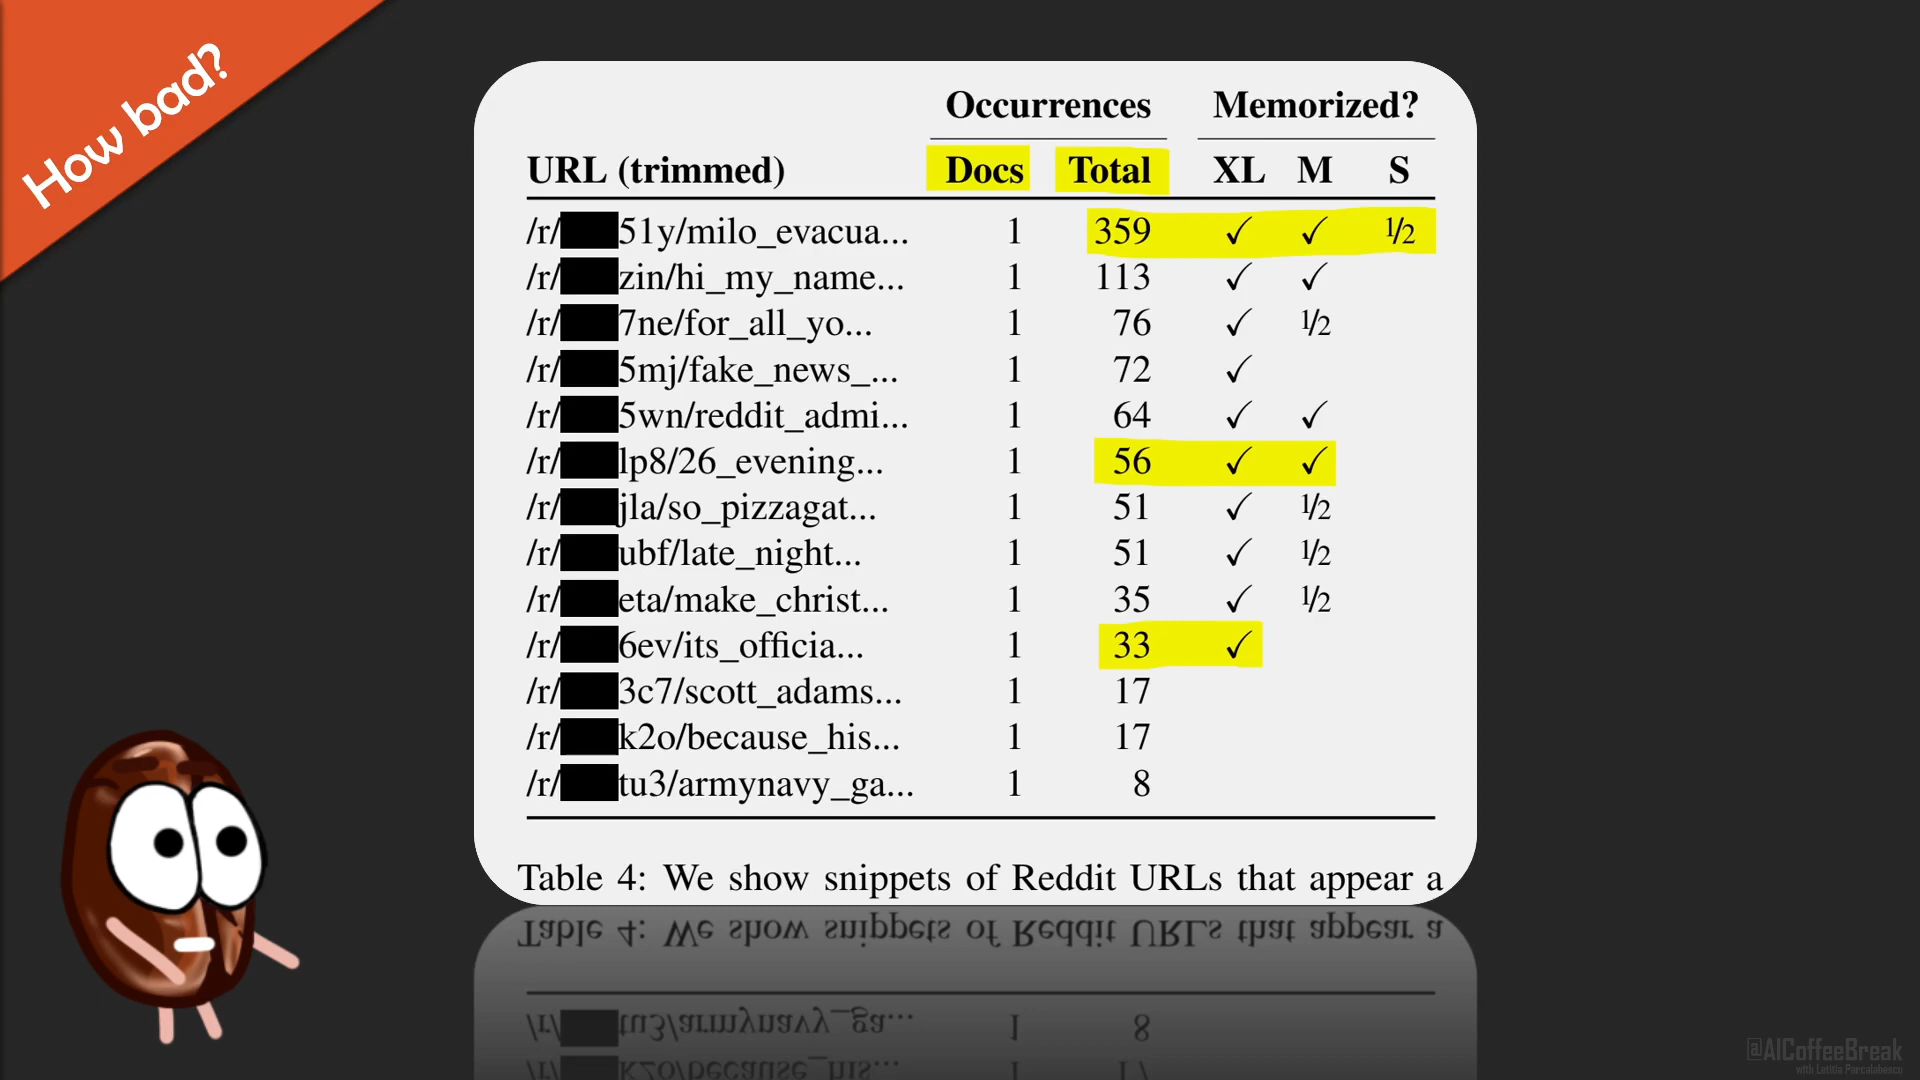 How bad?
Occurrences Memorized?
URL (trimmed) Docs Total XL M S
/r/ 51y/milo_evacua... 1 359 ✓ ✓ 1/2
/r/ zin/hi_my_name... 1 113 ✓ ✓
/r/ 7ne/for_all_yo... 1 76 ✓ 1/2
/r/ 5mj/fake_news_... 1 72 ✓
/r/ 5wn/reddit_admi... 1 64 ✓ ✓
/r/ lp8/26_evening... 1 56 ✓ ✓
/r/ jla/so_pizzagat... 1 51 ✓ 1/2
/r/ ubf/late_night... 1 51 ✓ 1/2
/r/ eta/make_christ... 1 35 ✓ 1/2
/r/ 6ev/its_officia... 1 33 ✓
/r/ 3c7/scott_adams... 1 17
/r/ k2o/because_his... 1 17
/r/ tu3/armynavy_ga... 1 8
Table 4: We show snippets of Reddit URLs that appear a
@AICoffeeBreak
with Letitia Parcalabescu